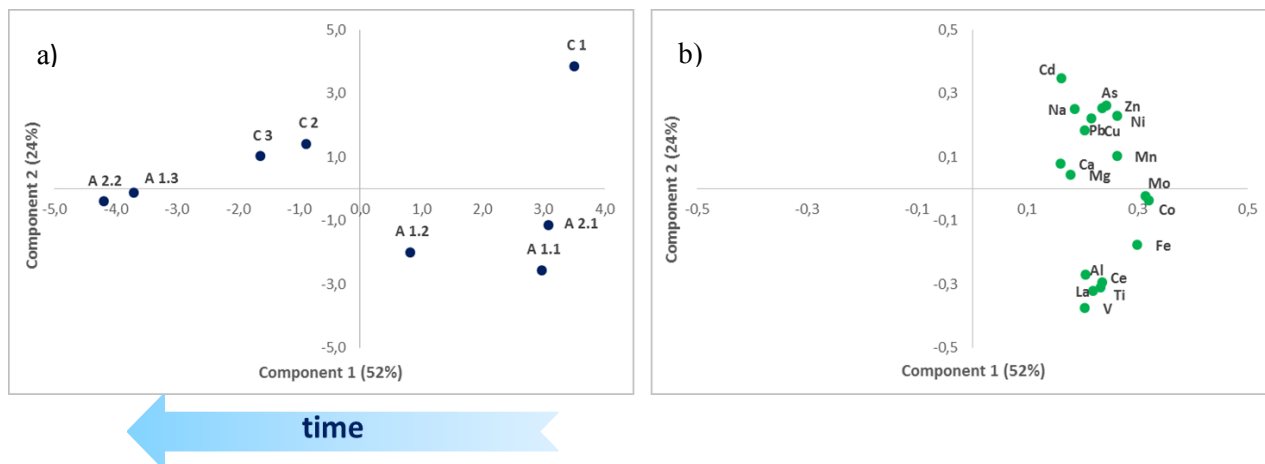 a)
5,0
3,0
1,0
-1,0
-3,0
-5,0
-5,0 -4,0 -3,0 -2,0 -1,0 0,0 1,0 2,0 3,0 4,0
C 1
C 2
C 3
A 2.2
A 1.3
A 1.2
A 2.1
A 1.1
Component 2 (24%)
Component 1 (52%)
time
b)
0,5
0,3
0,1
-0,1
-0,3
-0,5
-0,5 -0,3 -0,1 0,1 0,3 0,5
Cd
As
Na
Zn
Ni
Pb
Cu
Mn
Ca
Mg
Mo
Co
Fe
Al
Ce
La
Ti
V
Component 2 (24%)
Component 1 (52%)